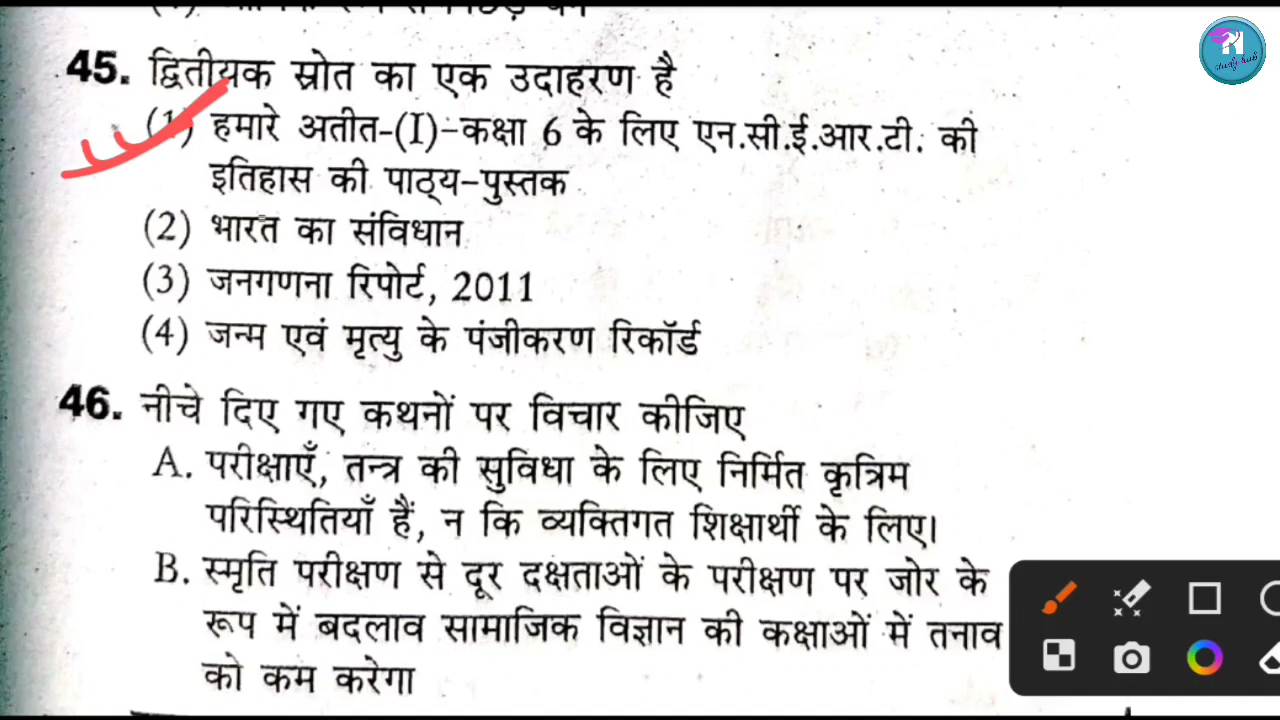 45. द्वितीयक स्रोत का एक उदाहरण है
(1) हमारे अतीत-(I)-कक्षा 6 के लिए एन.सी.ई.आर.टी. की
इतिहास की पाठ्य-पुस्तक
(2) भारत का संविधान
(3) जनगणना रिपोर्ट, 2011
(4) जन्म एवं मृत्यु के पंजीकरण रिकॉर्ड
46. नीचे दिए गए कथनों पर विचार कीजिए
A. परीक्षाएँ, तन्त्र की सुविधा के लिए निर्मित कृत्रिम
परिस्थितियाँ हैं, न कि व्यक्तिगत शिक्षार्थी के लिए।
B. स्मृति परीक्षण से दूर दक्षताओं के परीक्षण पर जोर के
रूप में बदलाव सामाजिक विज्ञान की कक्षाओं में तनाव
को कम करेगा
N
study hub